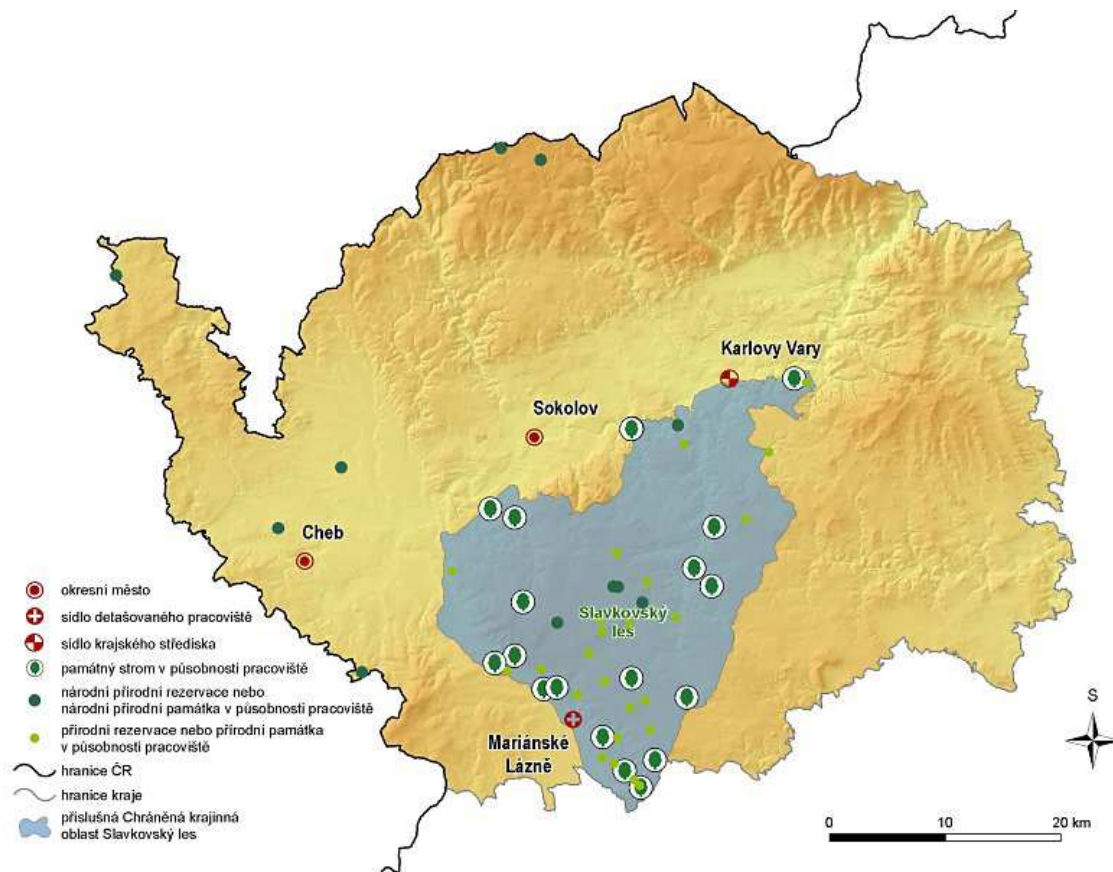 Karlovy Vary
Sokolov
Cheb
Slavkovský
les
Mariánské
Lázně
okresní město
sídlo detašovaného pracoviště
sídlo krajského střediska
památný strom v působnosti pracoviště
národní přírodní rezervace nebo
národní přírodní památka v působnosti pracoviště
přírodní rezervace nebo přírodní památka
v působnosti pracoviště
hranice ČR
hranice kraje
příslušná Chráněná krajinná
oblast Slavkovský les
S
0 10 20 km